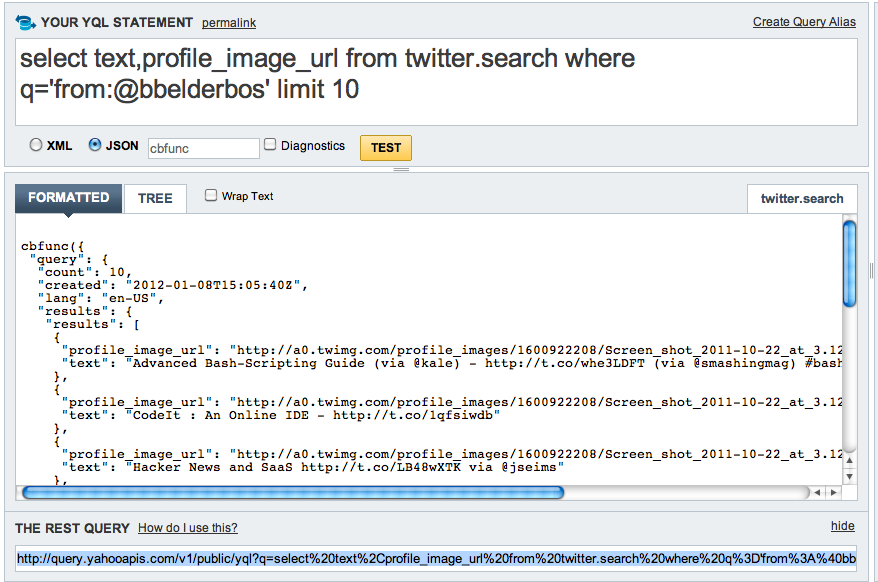 YOUR YQL STATEMENT permalink Create Query Alias
select text,profile_image_url from twitter.search where
q='from:@bbelderbos' limit 10
XML JSON cbfunc Diagnostics TEST
FORMATTED TREE Wrap Text twitter.search
cbfunc({
"query": {
"count": 10,
"created": "2012-01-08T15:05:40Z",
"lang": "en-US",
"results": {
"results": [
{
"profile_image_url": "http://a0.twimg.com/profile_images/1600922208/Screen_shot_2011-10-22_at_3.12
"text": "Advanced Bash-Scripting Guide (via @kale) - http://t.co/whe3LDFT (via @smashingmag) #bash
},
{
"profile_image_url": "http://a0.twimg.com/profile_images/1600922208/Screen_shot_2011-10-22_at_3.12
"text": "CodeIt : An Online IDE - http://t.co/1qfsiwdb"
},
{
"profile_image_url": "http://a0.twimg.com/profile_images/1600922208/Screen_shot_2011-10-22_at_3.12
"text": "Hacker News and SaaS http://t.co/LB48wXTK via @jseims"
},
THE REST QUERY How do I use this? hide
http://query.yahooapis.com/v1/public/yql?q=select%20text%2Cprofile_image_url%20from%20twitter.search%20where%20q%3D'from%3A%40bb